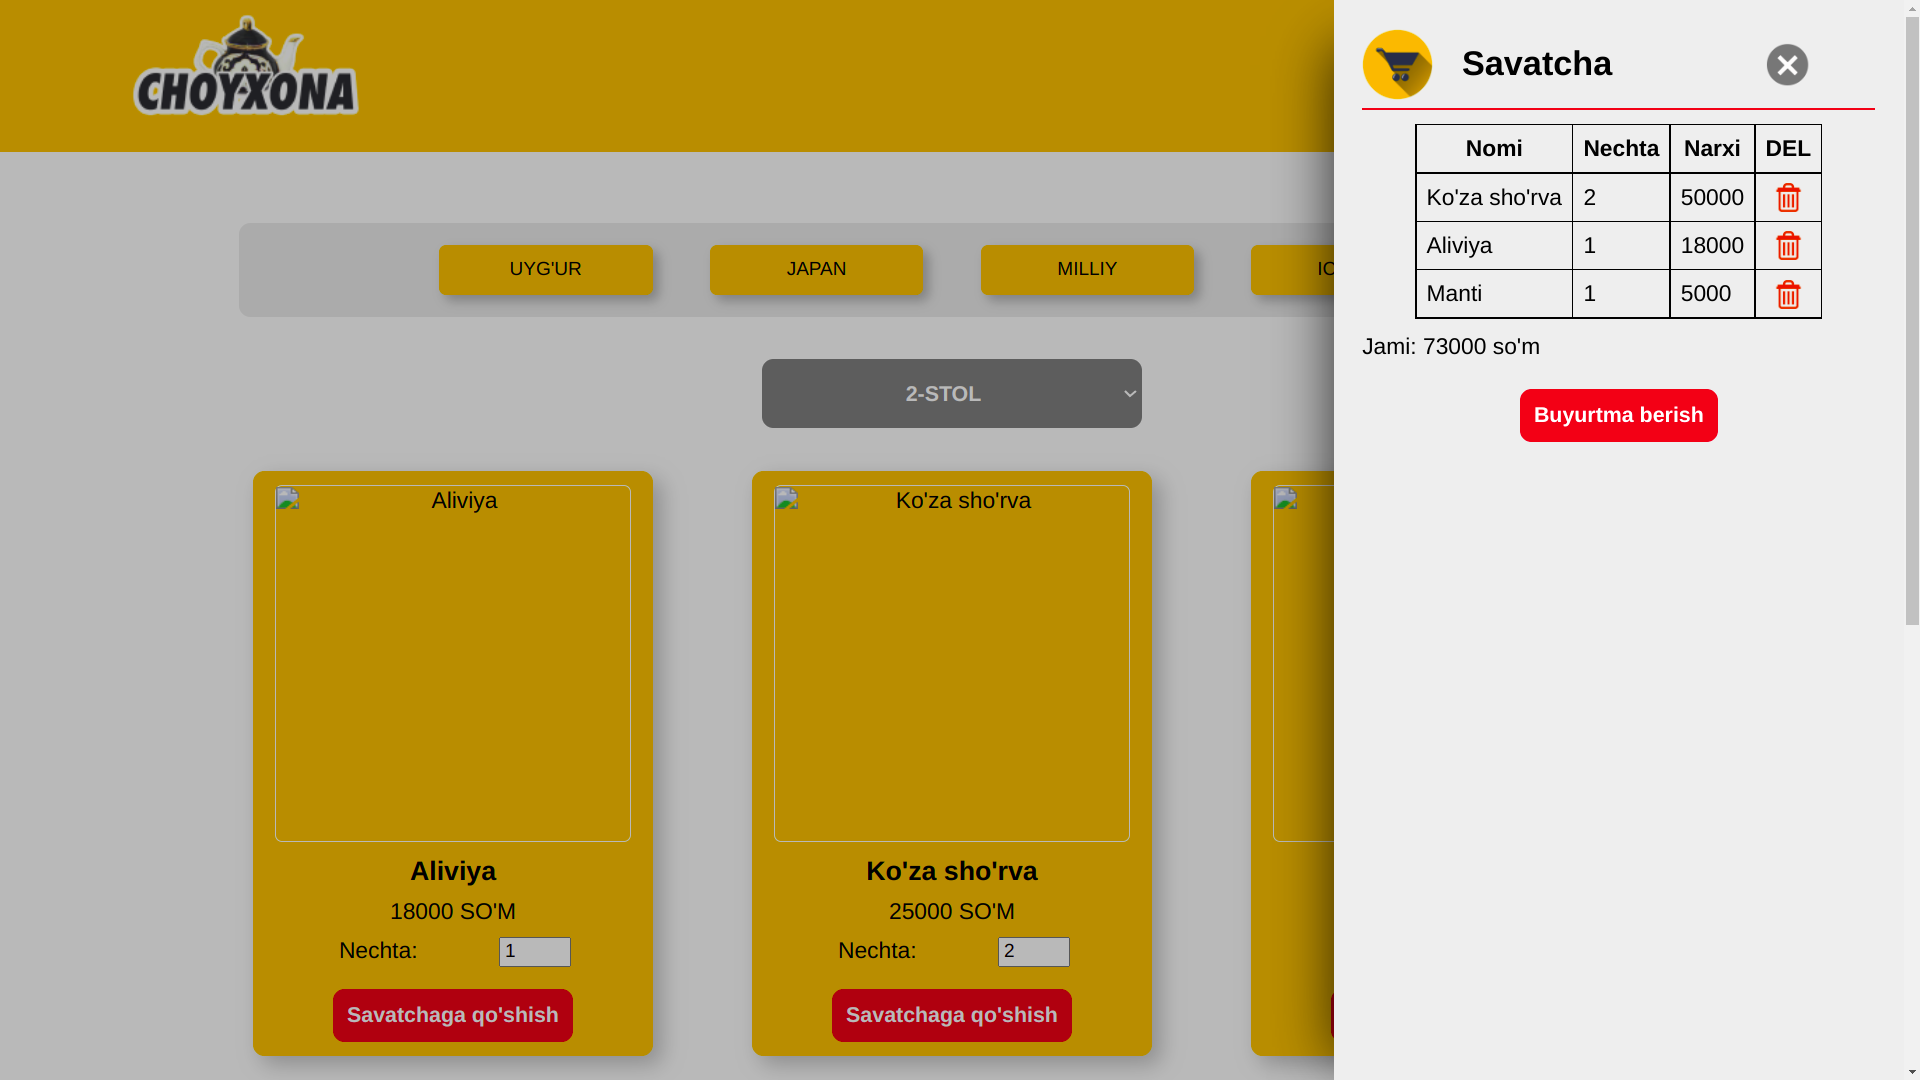 CHOYXONA
UYG'UR
JAPAN
MILLIY
2-STOL
Aliviya
Ko'za sho'rva
Aliviya
Ko'za sho'rva
18000 SO'M
25000 SO'M
Nechta: 1
Nechta: 2
Savatchaga qo'shish
Savatchaga qo'shish
Savatcha
Nomi Nechta Narxi DEL
Ko'za sho'rva 2 50000
Aliviya 1 18000
Manti 1 5000
Jami: 73000 so'm
Buyurtma berish